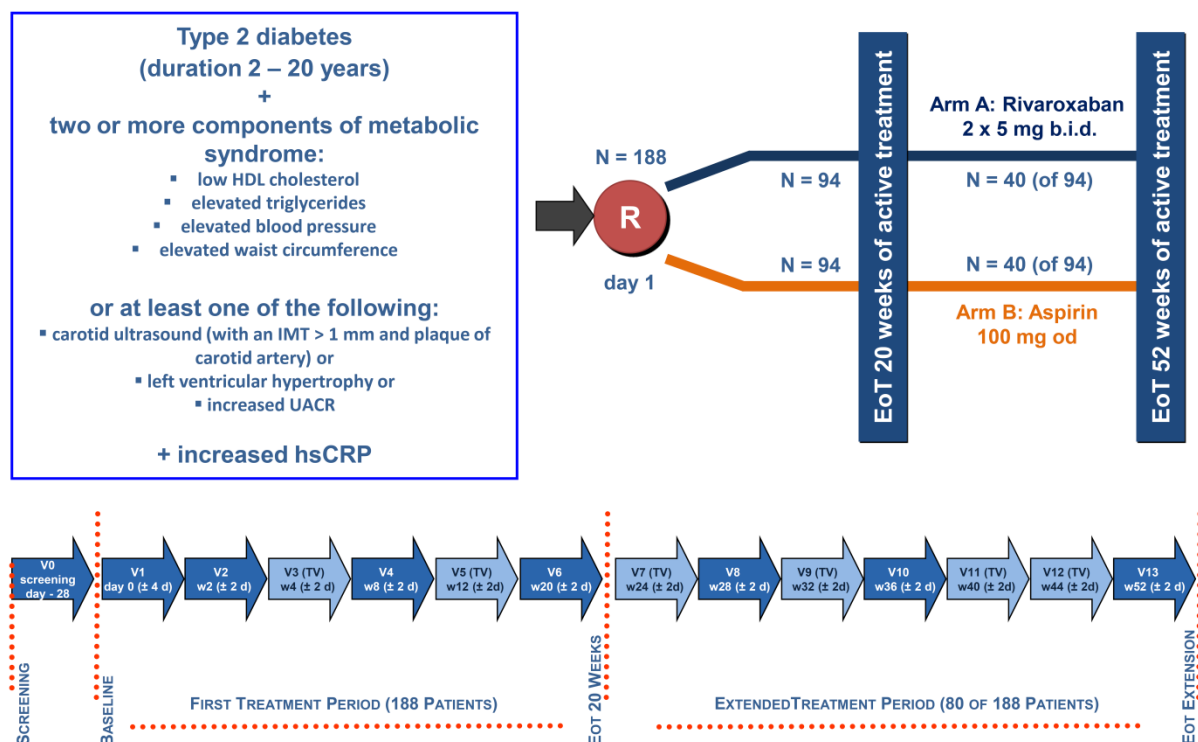 Type 2 diabetes
(duration 2 – 20 years)
+
two or more components of metabolic
syndrome:
▪ low HDL cholesterol
▪ elevated triglycerides
▪ elevated blood pressure
▪ elevated waist circumference
or at least one of the following:
▪ carotid ultrasound (with an IMT > 1 mm and plaque of
carotid artery) or
▪ left ventricular hypertrophy or
▪ increased UACR
+ increased hsCRP
N = 188
R
day 1
N = 94
N = 94
EoT 20 weeks of active treatment
Arm A: Rivaroxaban
2 x 5 mg b.i.d.
N = 40 (of 94)
N = 40 (of 94)
Arm B: Aspirin
100 mg od
EoT 52 weeks of active treatment
V0
screening
day - 28
V1
day 0 (± 4 d)
V2
w2 (± 2 d)
V3 (TV)
w4 (± 2 d)
V4
w8 (± 2 d)
V5 (TV)
w12 (± 2d)
V6
w20 (± 2 d)
V7 (TV)
w24 (± 2d)
V8
w28 (± 2d)
V9 (TV)
w32 (± 2d)
V10
w36 (± 2 d)
V11 (TV)
w40 (± 2d)
V12 (TV)
w44 (± 2d)
V13
w52 (± 2 d)
SCREENING
BASELINE
FIRST TREATMENT PERIOD (188 PATIENTS)
EOT 20 WEEKS
EXTENDEDTREATMENT PERIOD (80 OF 188 PATIENTS)
EOT EXTENSION